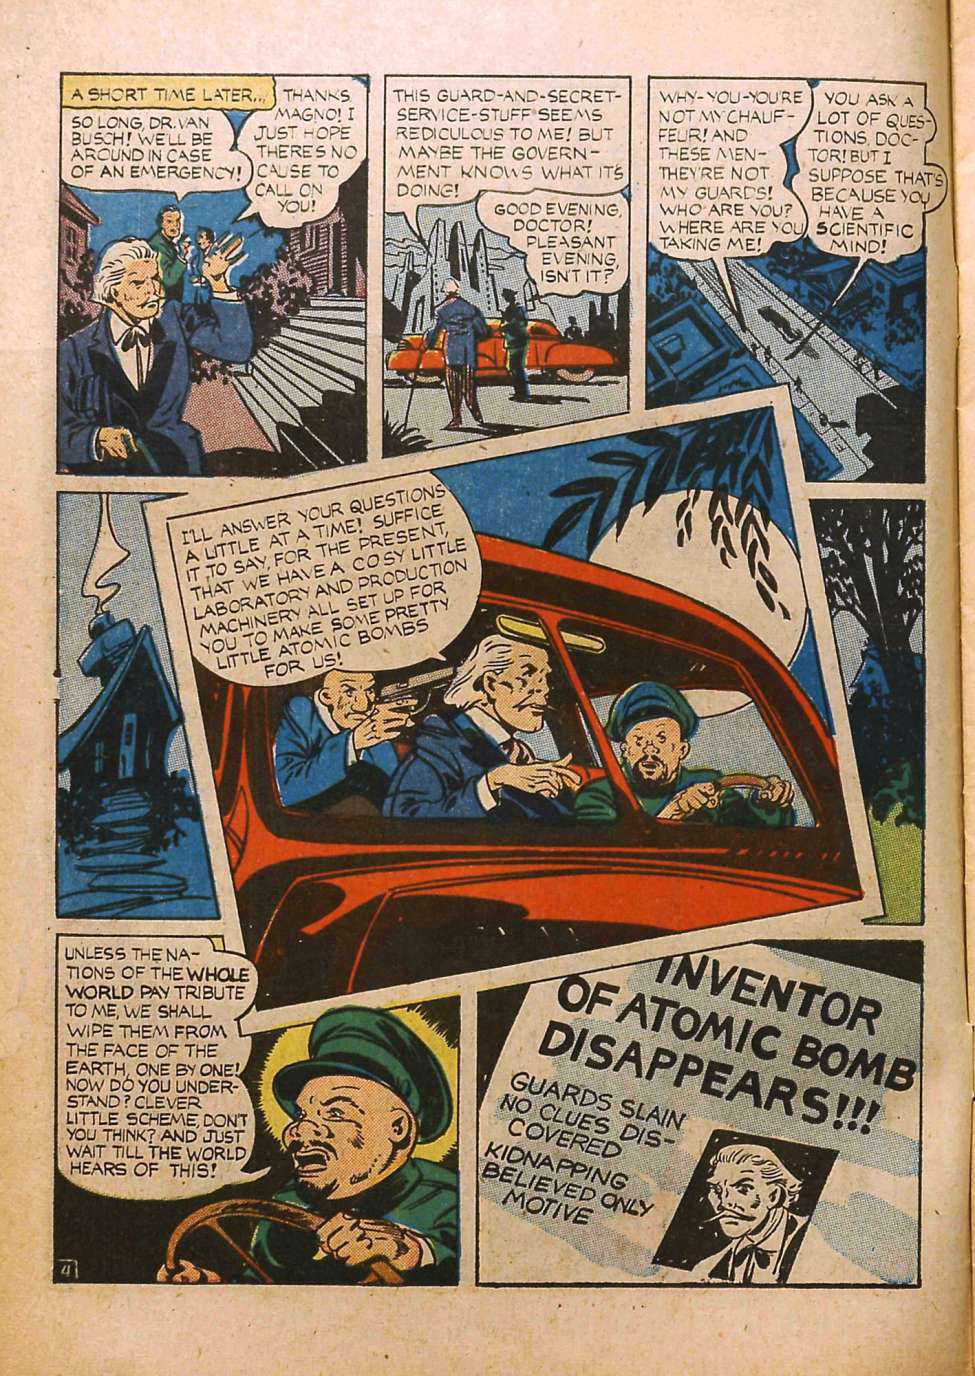 A SHORT TIME LATER...
SO LONG, DR. VAN
BUSCH! WE'LL BE
AROUND IN CASE
OF AN EMERGENCY!
THANKS
MAGNO! I
JUST HOPE
THERE'S NO
CAUSE TO
CALL ON
YOU!
THIS GUARD-AND-SECRET-
SERVICE-STUFF SEEMS
REDICULOUS TO ME! BUT
MAYBE THE GOVERN-
MENT KNOWS WHAT IT'S
DOING!
GOOD EVENING,
DOCTOR!
PLEASANT
EVENING,
ISN'T IT?
WHY-YOU-YOU'RE
NOT MY CHAUF-
FEUR! AND
THESE MEN-
THEY'RE NOT
MY GUARDS!
WHO ARE YOU?
WHERE ARE YOU
TAKING ME!
YOU ASK A
LOT OF QUES-
TIONS, DOC-
TOR! BUT I
SUPPOSE THAT'S
BECAUSE YOU
HAVE A
SCIENTIFIC
MIND!
I'LL ANSWER YOUR QUESTIONS
A LITTLE AT A TIME! SUFFICE
IT TO SAY, FOR THE PRESENT,
THAT WE HAVE A COSY LITTLE
LABORATORY AND PRODUCTION
MACHINERY ALL SET UP FOR
YOU TO MAKE SOME PRETTY
LITTLE ATOMIC BOMBS
FOR US!
UNLESS THE NA-
TIONS OF THE WHOLE
WORLD PAY TRIBUTE
TO ME, WE SHALL
WIPE THEM FROM
THE FACE OF THE
EARTH, ONE BY ONE!
NOW DO YOU UNDER-
STAND? CLEVER
LITTLE SCHEME, DON'T
YOU THINK? AND JUST
WAIT TILL THE WORLD
HEARS OF THIS!
4
INVENTOR
OF ATOMIC BOMB
DISAPPEARS!!!
GUARDS SLAIN
NO CLUES DIS-
COVERED
KIDNAPPING
BELIEVED ONLY
MOTIVE